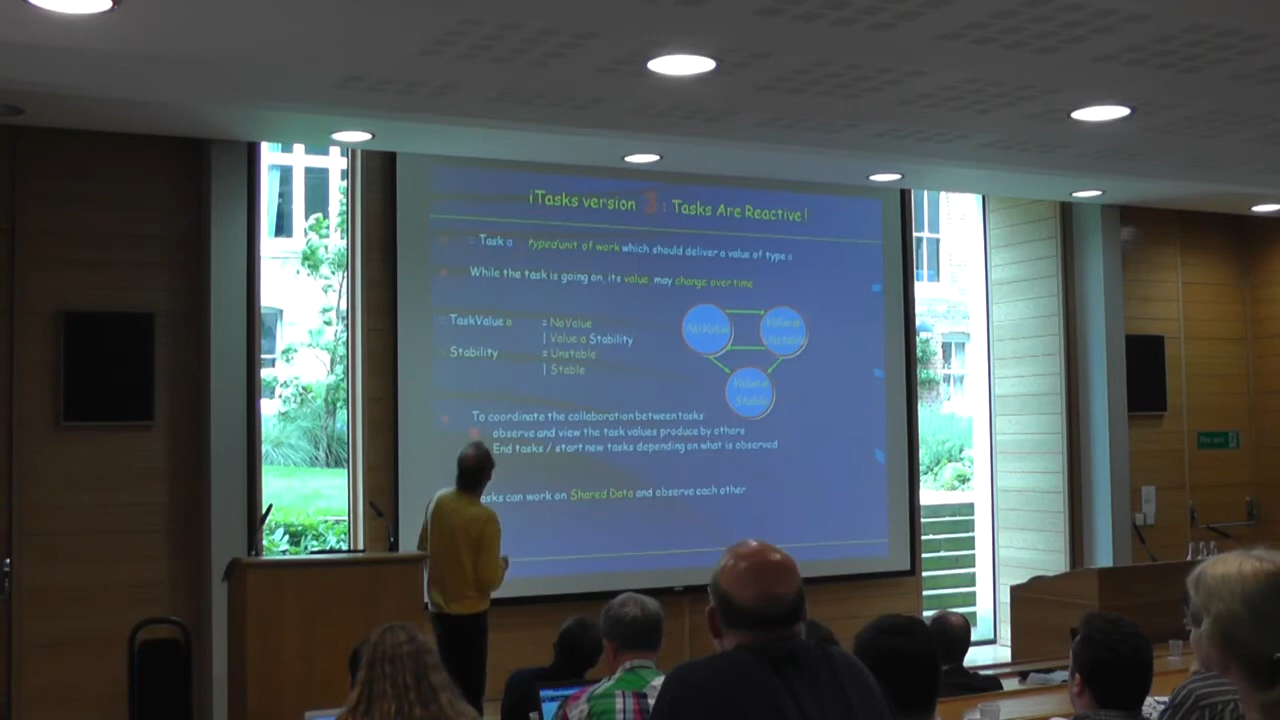 iTasks version 3 : Tasks Are Reactive!
:: Task a typed unit of work which should deliver a value of type a
While the task is going on, its value, may change over time
:: TaskValue a = NoValue
| Value a Stability
:: Stability = Unstable
| Stable
NoValue
Value a
Unstable
Value a
Stable
To coordinate the collaboration between tasks
observe and view the task values produce by others
End tasks / start new tasks depending on what is observed
asks can work on Shared Data and observe each other